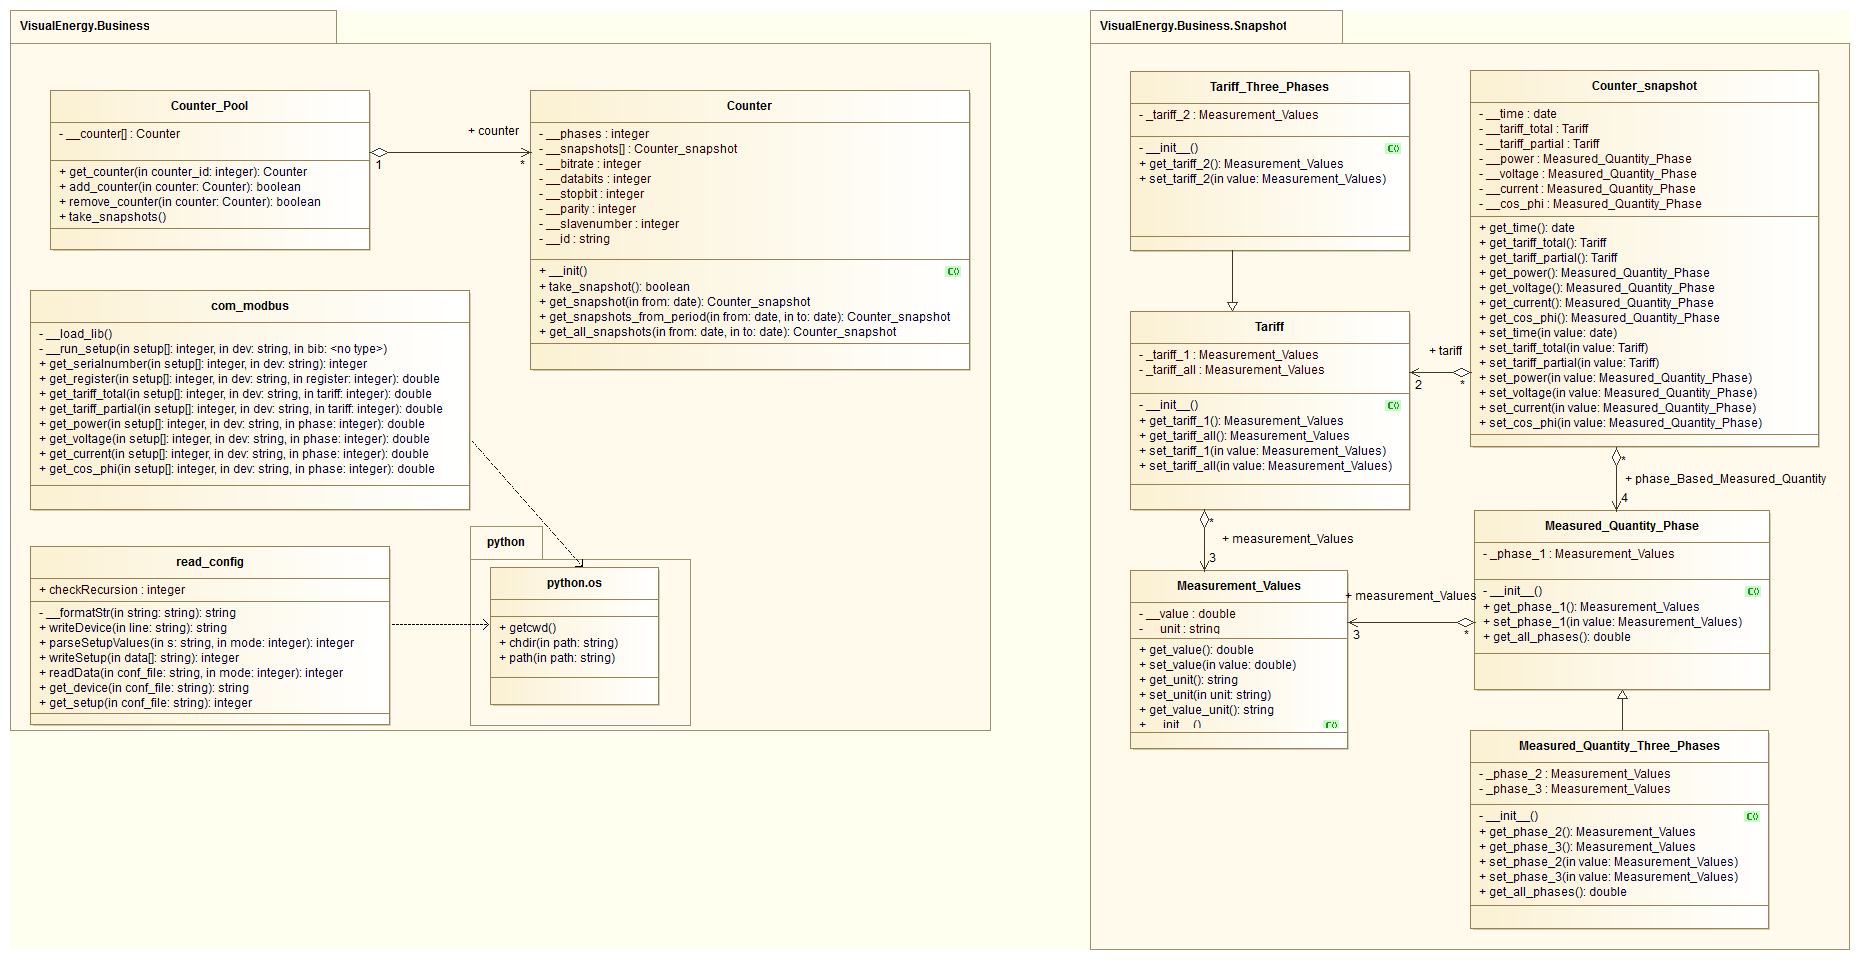 VisualEnergy.Business
Counter_Pool
- __counter[] : Counter
+ get_counter(in counter_id: integer): Counter
+ add_counter(in counter: Counter): boolean
+ remove_counter(in counter: Counter): boolean
+ take_snapshots()
1
+ counter
*
Counter
- __phases : integer
- __snapshots[] : Counter_snapshot
- __bitrate : integer
- __databits : integer
- __stopbit : integer
- __parity : integer
- __slavenumber : integer
- __id : string
+ __init()
C()
+ take_snapshot(): boolean
+ get_snapshot(in from: date): Counter_snapshot
+ get_snapshots_from_period(in from: date, in to: date): Counter_snapshot
+ get_all_snapshots(in from: date, in to: date): Counter_snapshot
com_modbus
- __load_lib()
- __run_setup(in setup[]: integer, in dev: string, in bib: <no type>)
+ get_serialnumber(in setup[]: integer, in dev: string): integer
+ get_register(in setup[]: integer, in dev: string, in register: integer): double
+ get_tariff_total(in setup[]: integer, in dev: string, in tariff: integer): double
+ get_tariff_partial(in setup[]: integer, in dev: string, in tariff: integer): double
+ get_power(in setup[]: integer, in dev: string, in phase: integer): double
+ get_voltage(in setup[]: integer, in dev: string, in phase: integer): double
+ get_current(in setup[]: integer, in dev: string, in phase: integer): double
+ get_cos_phi(in setup[]: integer, in dev: string, in phase: integer): double
read_config
+ checkRecursion : integer
- __formatStr(in string: string): string
+ writeDevice(in line: string): string
+ parseSetupValues(in s: string, in mode: integer): integer
+ writeSetup(in data[]: string): integer
+ readData(in conf_file: string, in mode: integer): integer
+ get_device(in conf_file: string): string
+ get_setup(in conf_file: string): integer
python
python.os
+ getcwd()
+ chdir(in path: string)
+ path(in path: string)
VisualEnergy.Business.Snapshot
Tariff_Three_Phases
- _tariff_2 : Measurement_Values
- __init__()
C()
+ get_tariff_2(): Measurement_Values
+ set_tariff_2(in value: Measurement_Values)
Tariff
- _tariff_1 : Measurement_Values
- _tariff_all : Measurement_Values
- __init__()
C()
+ get_tariff_1(): Measurement_Values
+ get_tariff_all(): Measurement_Values
+ set_tariff_1(in value: Measurement_Values)
+ set_tariff_all(in value: Measurement_Values)
+ tariff
2
*
Counter_snapshot
- __time : date
- __tariff_total : Tariff
- __tariff_partial : Tariff
- __power : Measured_Quantity_Phase
- __voltage : Measured_Quantity_Phase
- __current : Measured_Quantity_Phase
- __cos_phi : Measured_Quantity_Phase
+ get_time(): date
+ get_tariff_total(): Tariff
+ get_tariff_partial(): Tariff
+ get_power(): Measured_Quantity_Phase
+ get_voltage(): Measured_Quantity_Phase
+ get_current(): Measured_Quantity_Phase
+ get_cos_phi(): Measured_Quantity_Phase
+ set_time(in value: date)
+ set_tariff_total(in value: Tariff)
+ set_tariff_partial(in value: Tariff)
+ set_power(in value: Measured_Quantity_Phase)
+ set_voltage(in value: Measured_Quantity_Phase)
+ set_current(in value: Measured_Quantity_Phase)
+ set_cos_phi(in value: Measured_Quantity_Phase)
*
+ phase_Based_Measured_Quantity
4
*
+ measurement_Values
3
Measurement_Values
- __value : double
- __unit : string
+ get_value(): double
+ set_value(in value: double)
+ get_unit(): string
+ set_unit(in unit: string)
+ get_value_unit(): string
+ __init__()
C()
+ measurement_Values
3
*
Measured_Quantity_Phase
- _phase_1 : Measurement_Values
- __init__()
C()
+ get_phase_1(): Measurement_Values
+ set_phase_1(in value: Measurement_Values)
+ get_all_phases(): double
Measured_Quantity_Three_Phases
- _phase_2 : Measurement_Values
- _phase_3 : Measurement_Values
- __init__()
C()
+ get_phase_2(): Measurement_Values
+ get_phase_3(): Measurement_Values
+ set_phase_2(in value: Measurement_Values)
+ set_phase_3(in value: Measurement_Values)
+ get_all_phases(): double